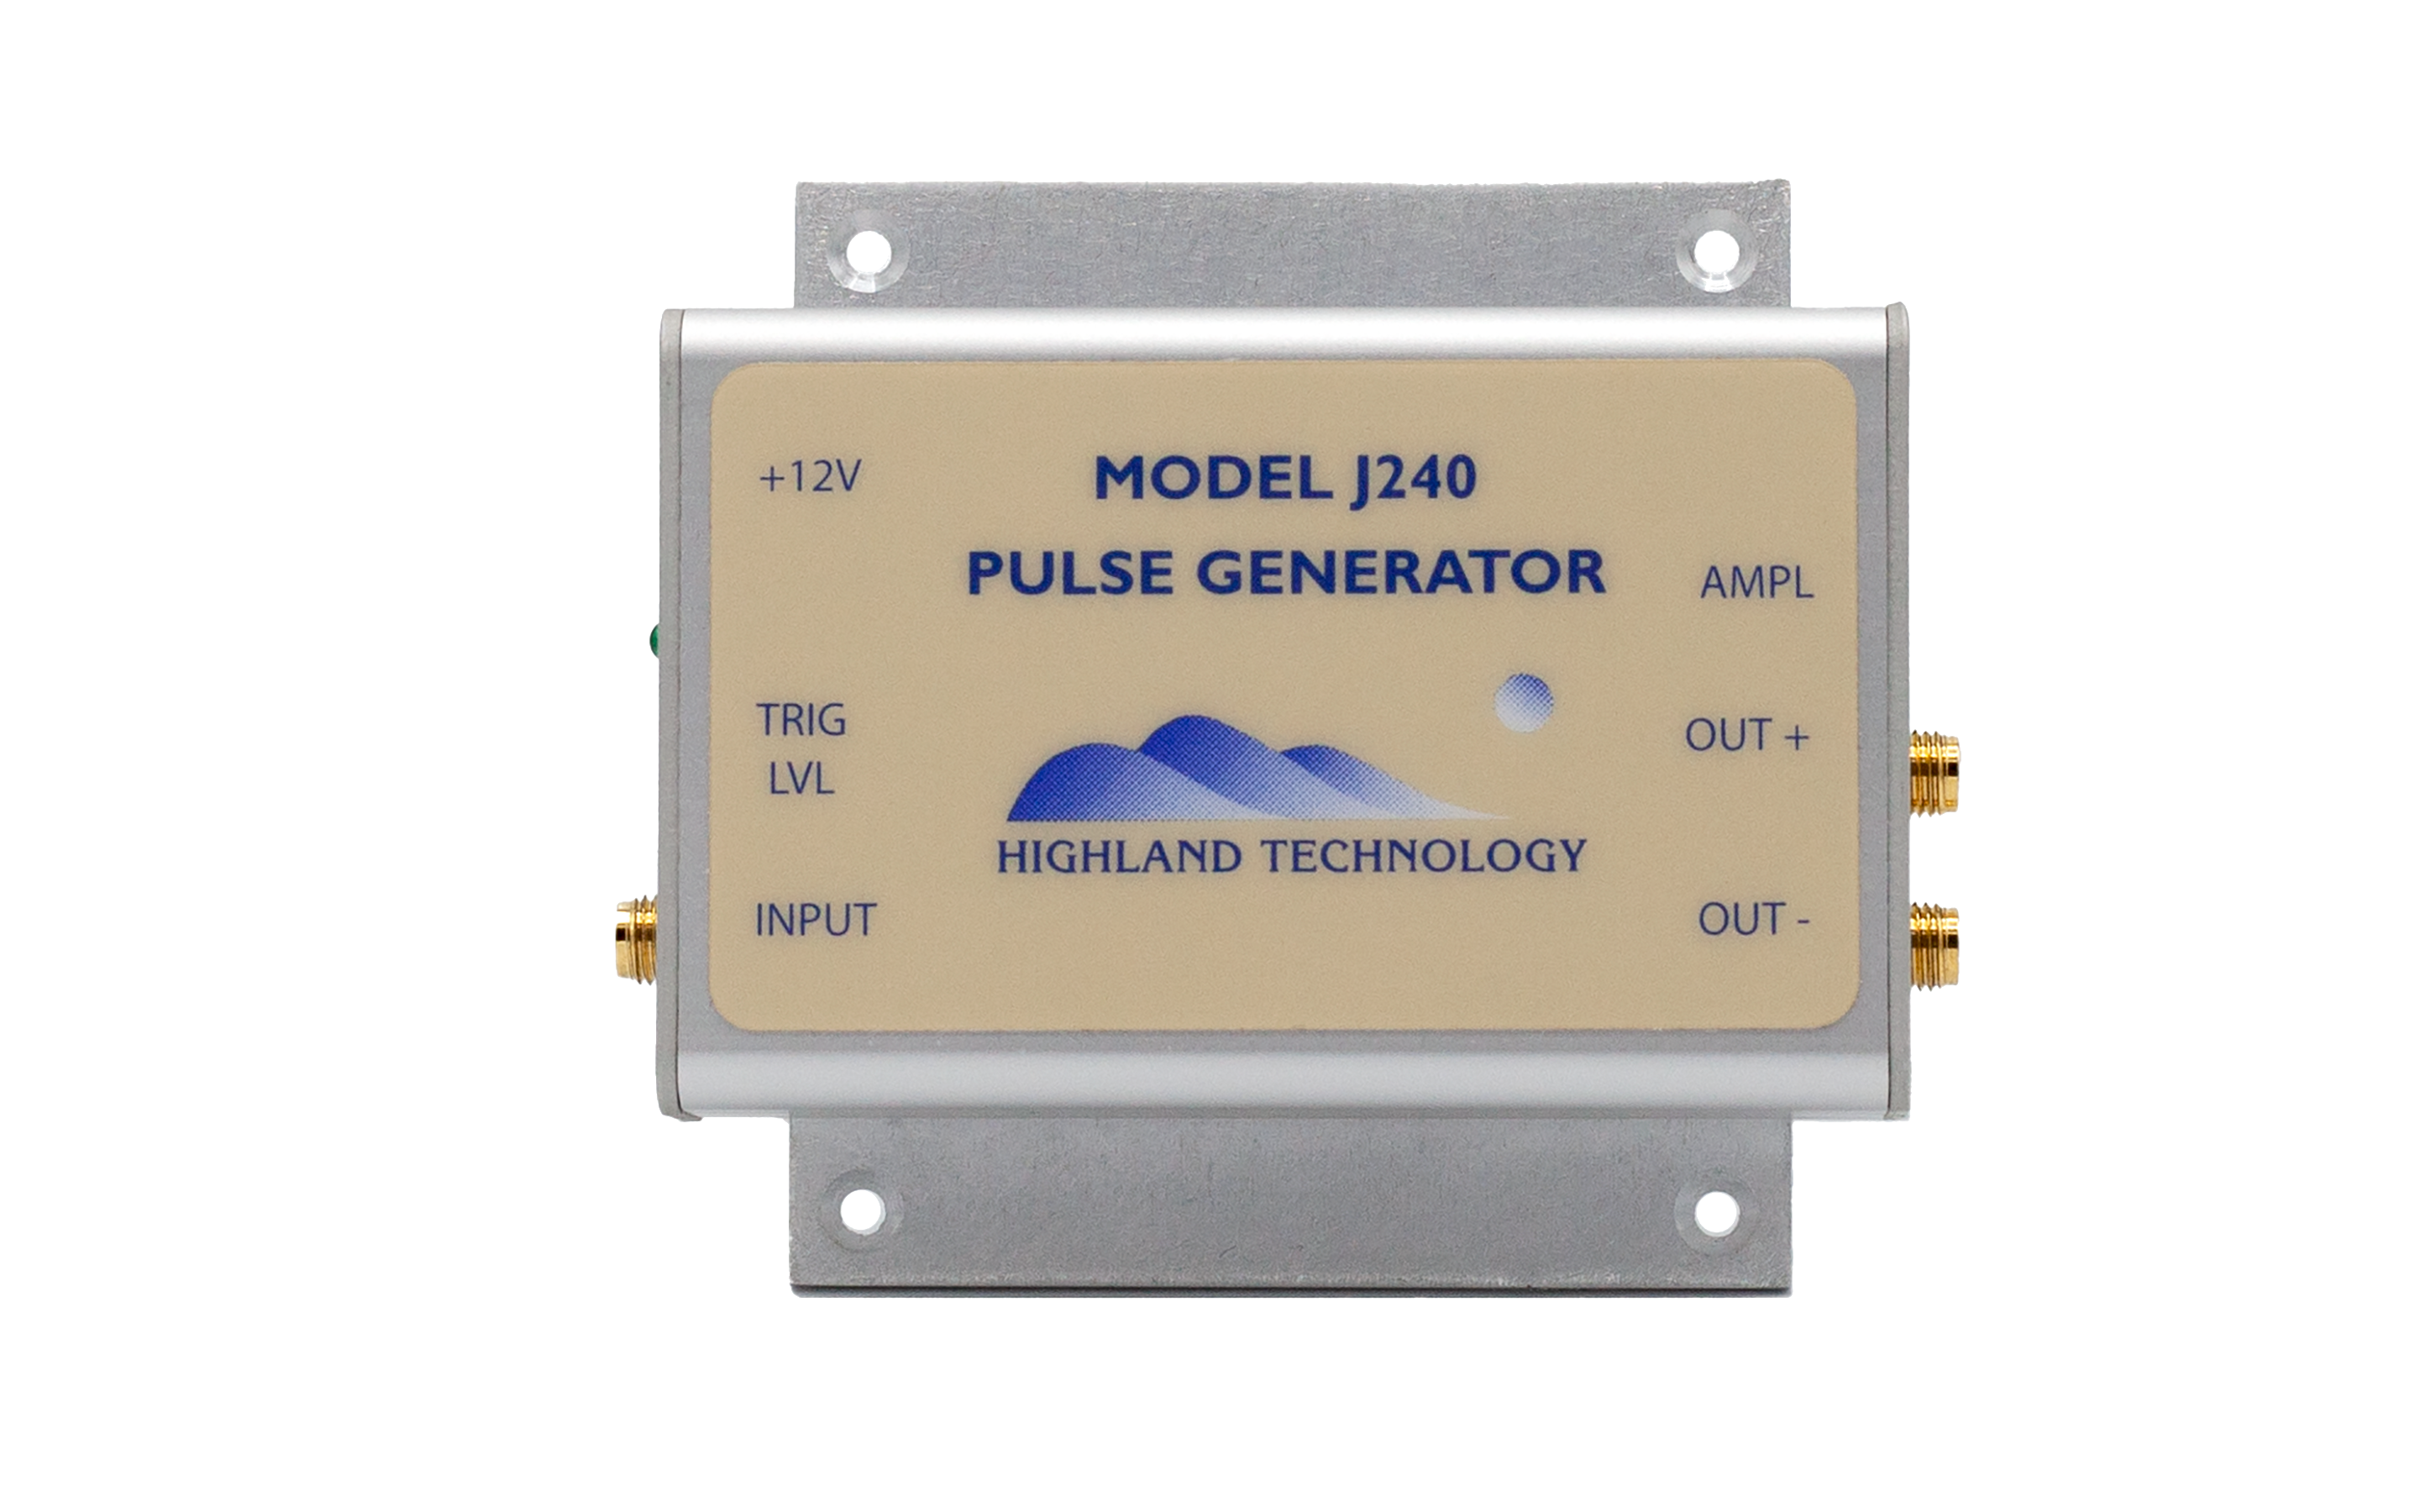 +12V
MODEL J240
PULSE GENERATOR
AMPL
TRIG
LVL
OUT +
HIGHLAND TECHNOLOGY
INPUT
OUT -